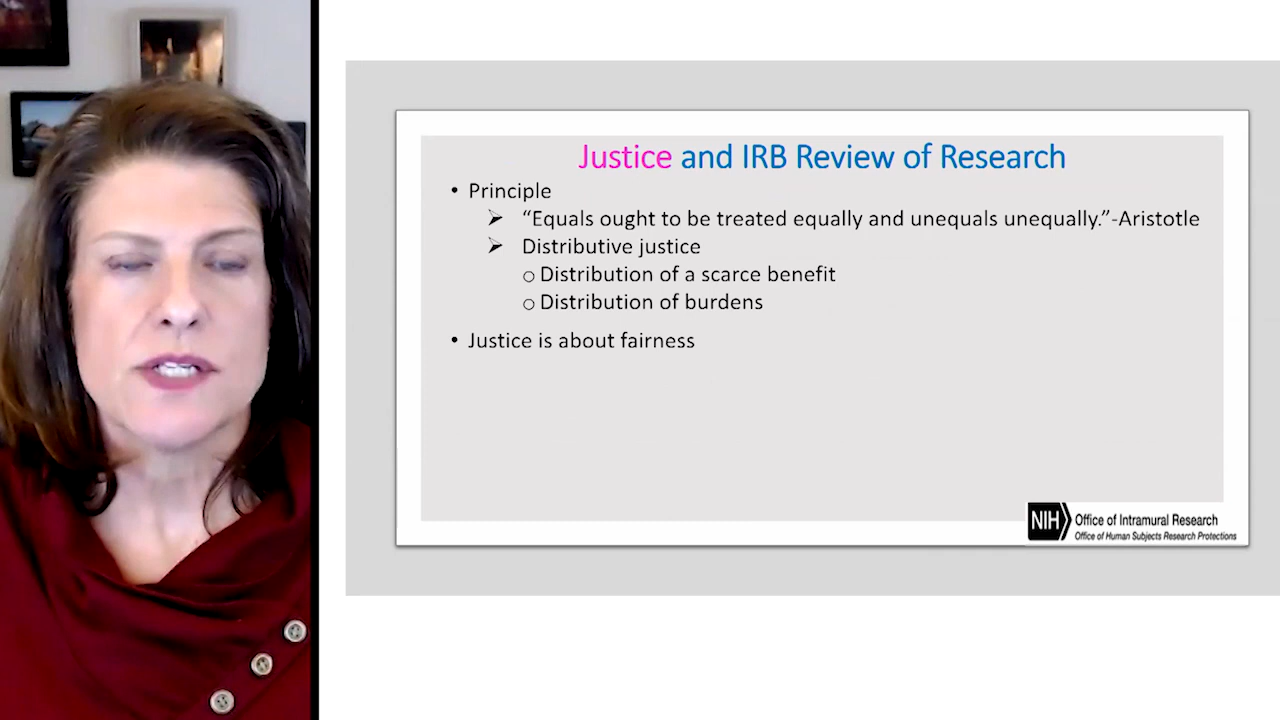 Justice and IRB Review of Research
• Principle
➢ “Equals ought to be treated equally and unequals unequally.”-Aristotle
➢ Distributive justice
o Distribution of a scarce benefit
o Distribution of burdens
• Justice is about fairness
NIH Office of Intramural Research
Office of Human Subjects Research Protections